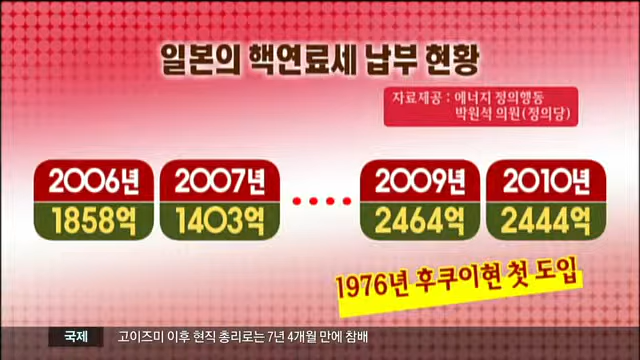 일본의 핵연료세 납부 현황
자료제공 : 에너지 정의행동
박원석 의원(정의당)
2006년 2007년 2009년 2010년
1858억 1403억 ···· 2464억 2444억
1976년 후쿠이현 첫 도입
국제 고이즈미 이후 현직 총리로는 7년 4개월 만에 참배